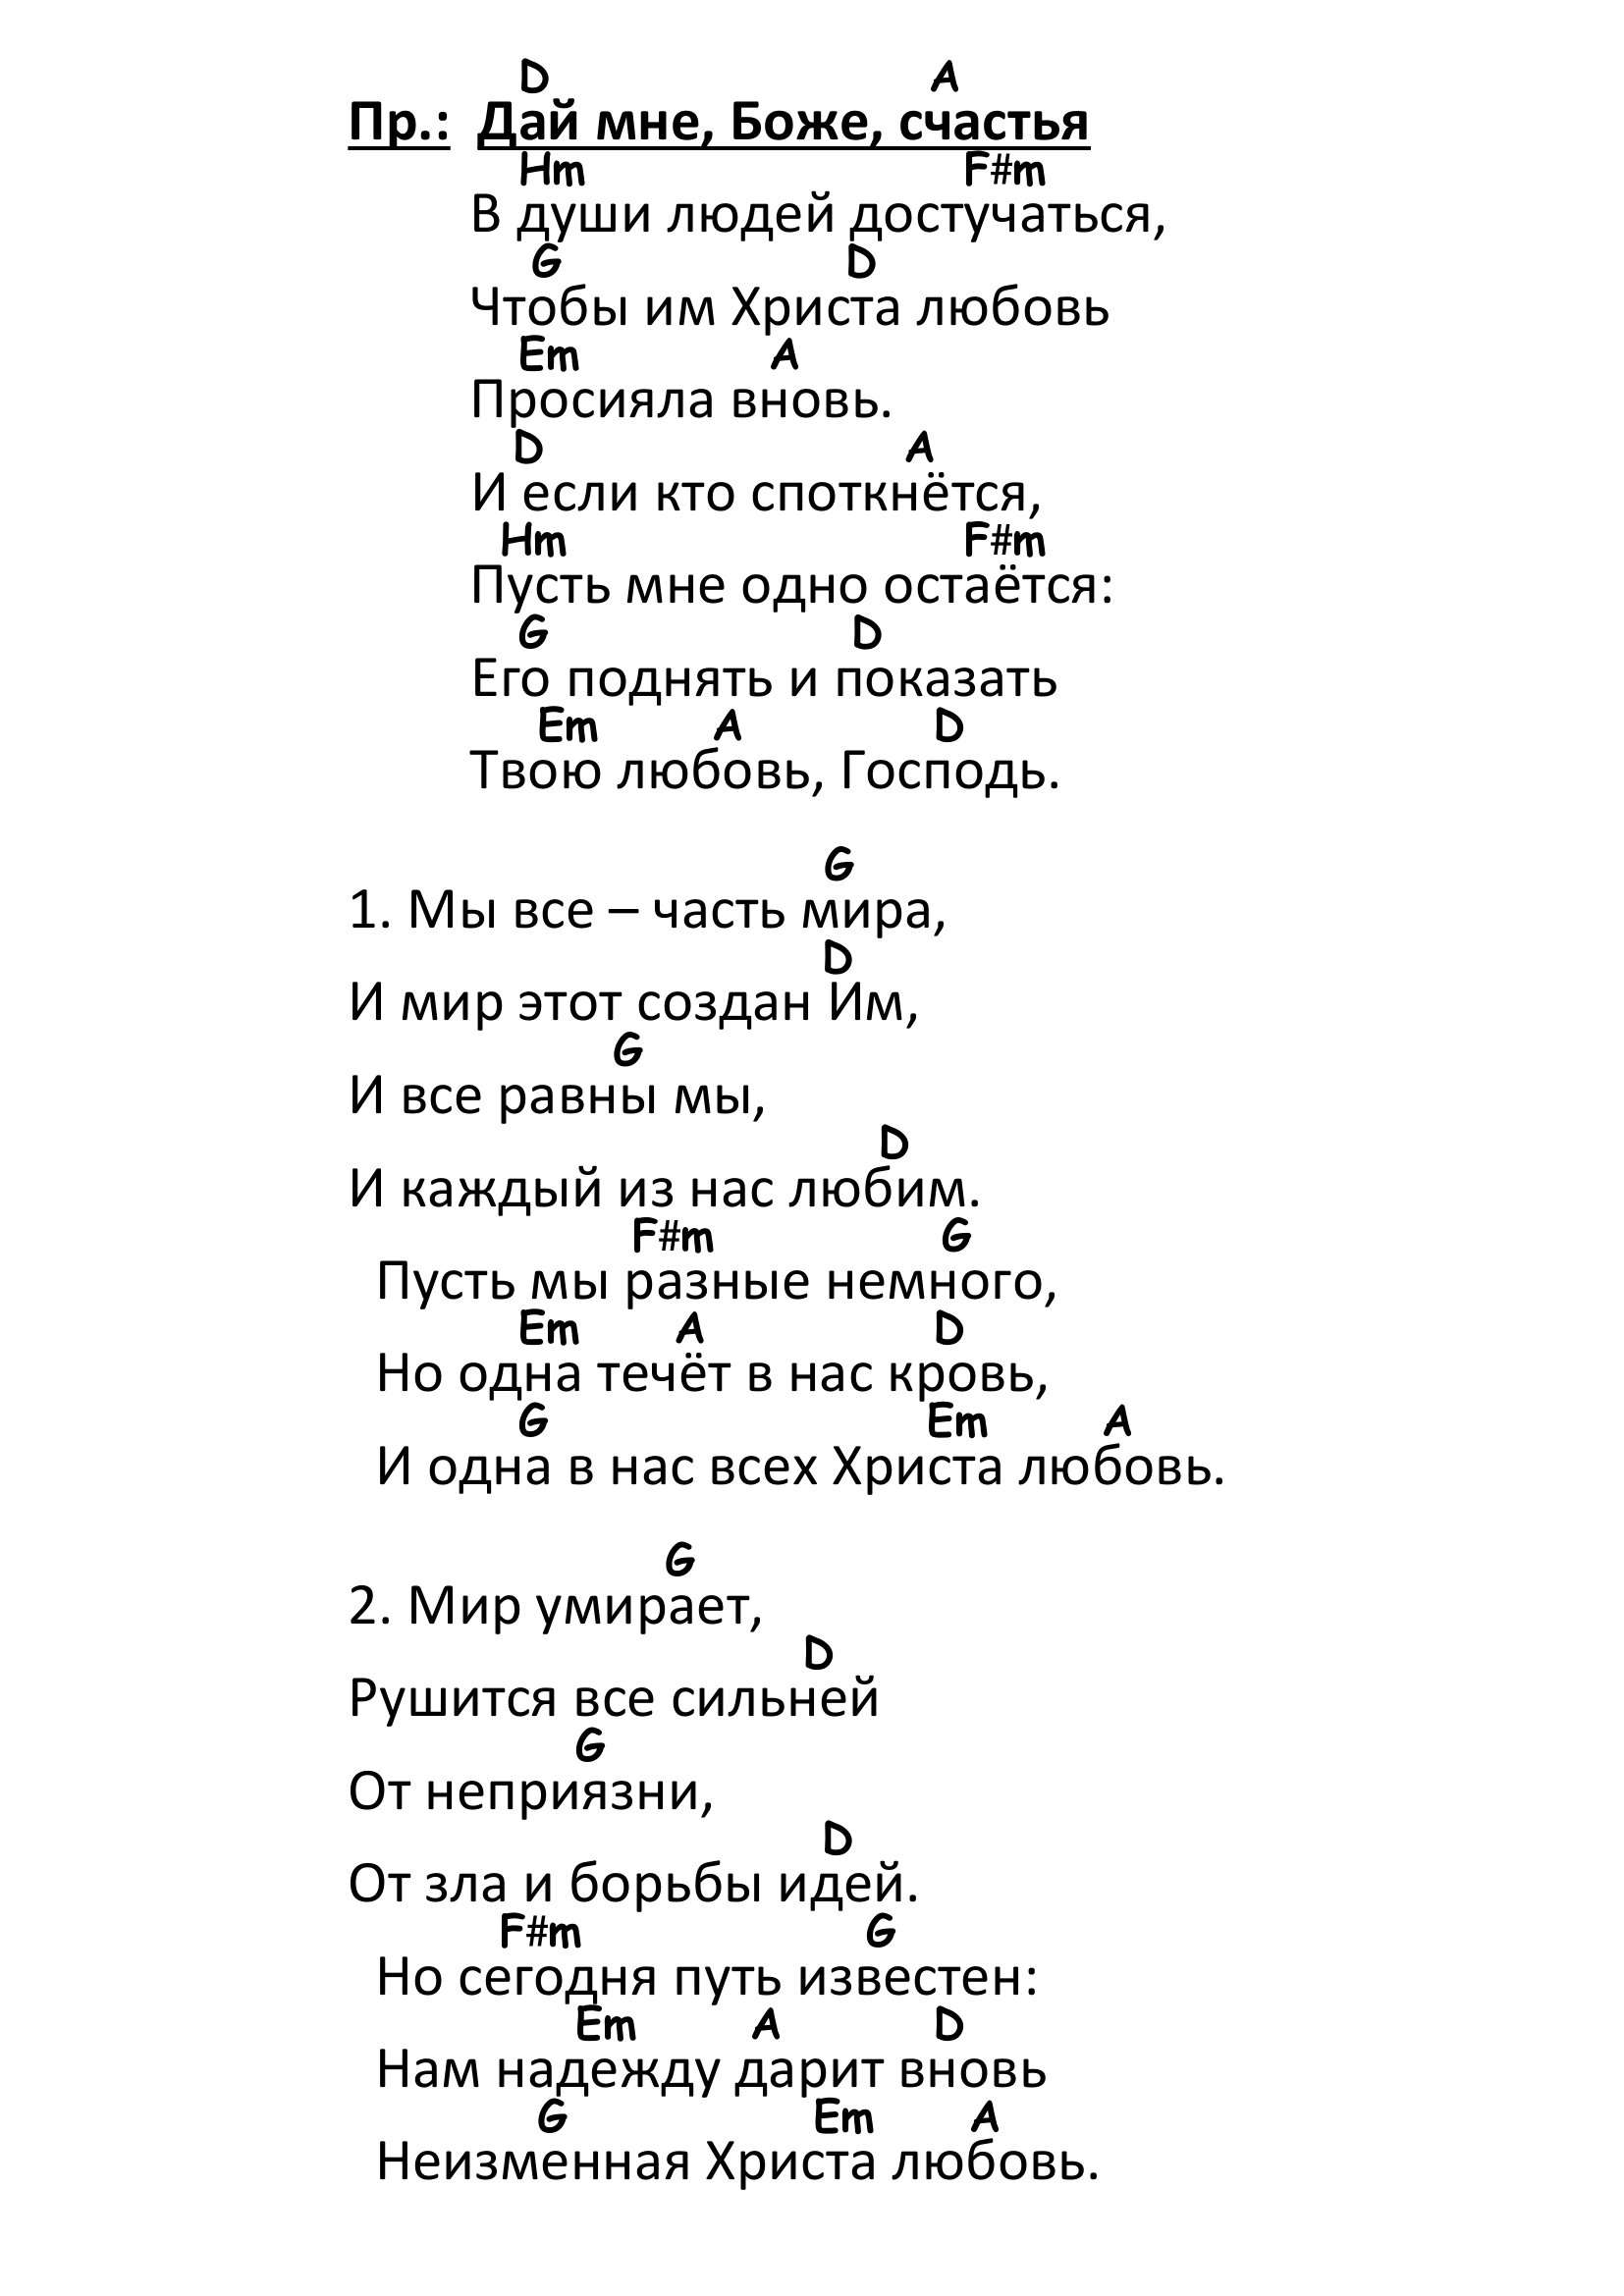 D A
Пр.: Дай мне, Боже, счастья
Hm F#m
В души людей достучаться,
G D
Чтобы им Христа любовь
Em A
Просияла вновь.
D A
И если кто споткнётся,
Hm F#m
Пусть мне одно остаётся:
G D
Его поднять и показать
Em A D
Твою любовь, Господь.
G
1. Мы все – часть мира,
D
И мир этот создан Им,
G
И все равны мы,
D
И каждый из нас любим.
F#m G
Пусть мы разные немного,
Em A D
Но одна течёт в нас кровь,
G Em A
И одна в нас всех Христа любовь.
G
2. Мир умирает,
D
Рушится все сильней
G
От неприязни,
D
От зла и борьбы идей.
F#m G
Но сегодня путь известен:
Em A D
Нам надежду дарит вновь
G Em A
Неизменная Христа любовь.